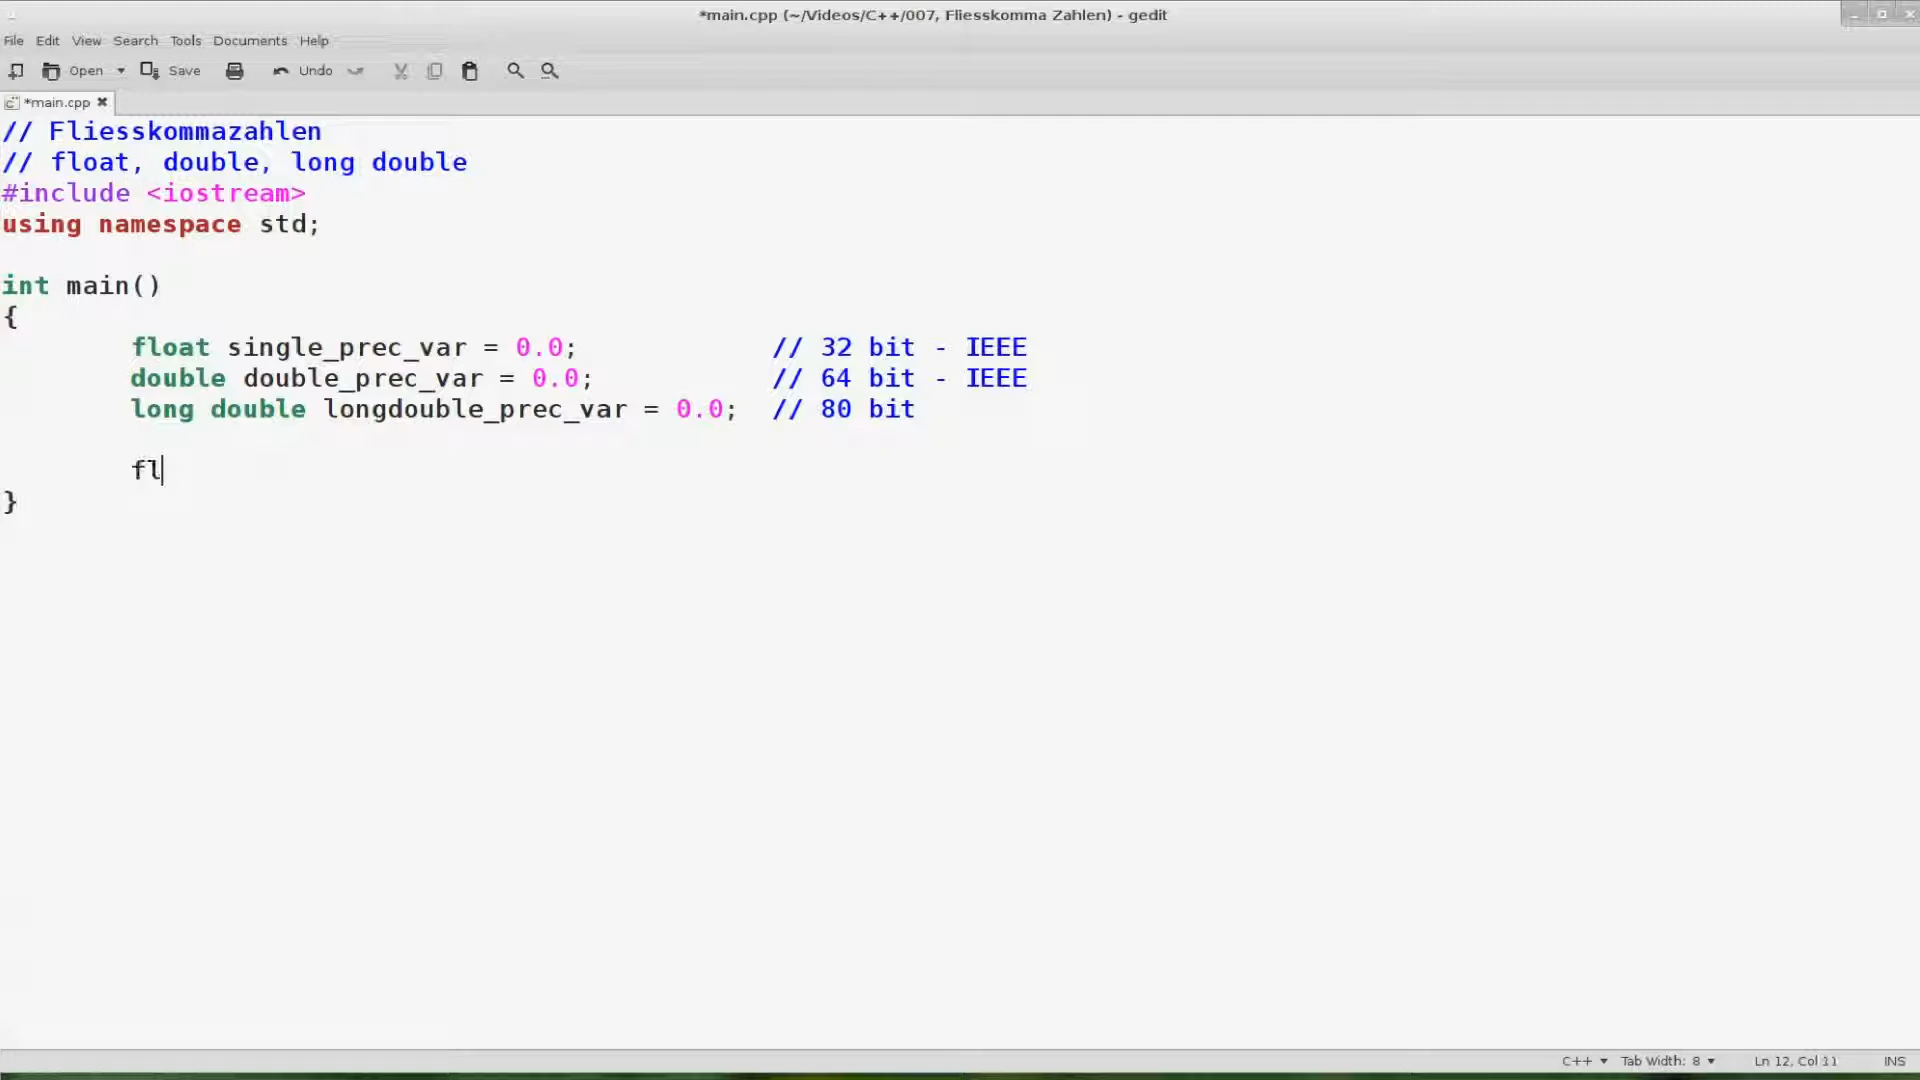 *main.cpp (~/Videos/C++/007, Fliesskomma Zahlen) - gedit
File Edit View Search Tools Documents Help
Open Save Undo
*main.cpp
// Fliesskommazahlen
// float, double, long double
#include <iostream>
using namespace std;
int main()
{
float single_prec_var = 0.0; // 32 bit - IEEE
double double_prec_var = 0.0; // 64 bit - IEEE
long double longdouble_prec_var = 0.0; // 80 bit
fl
}
C++ Tab Width: 8 Ln 12, Col 11 INS